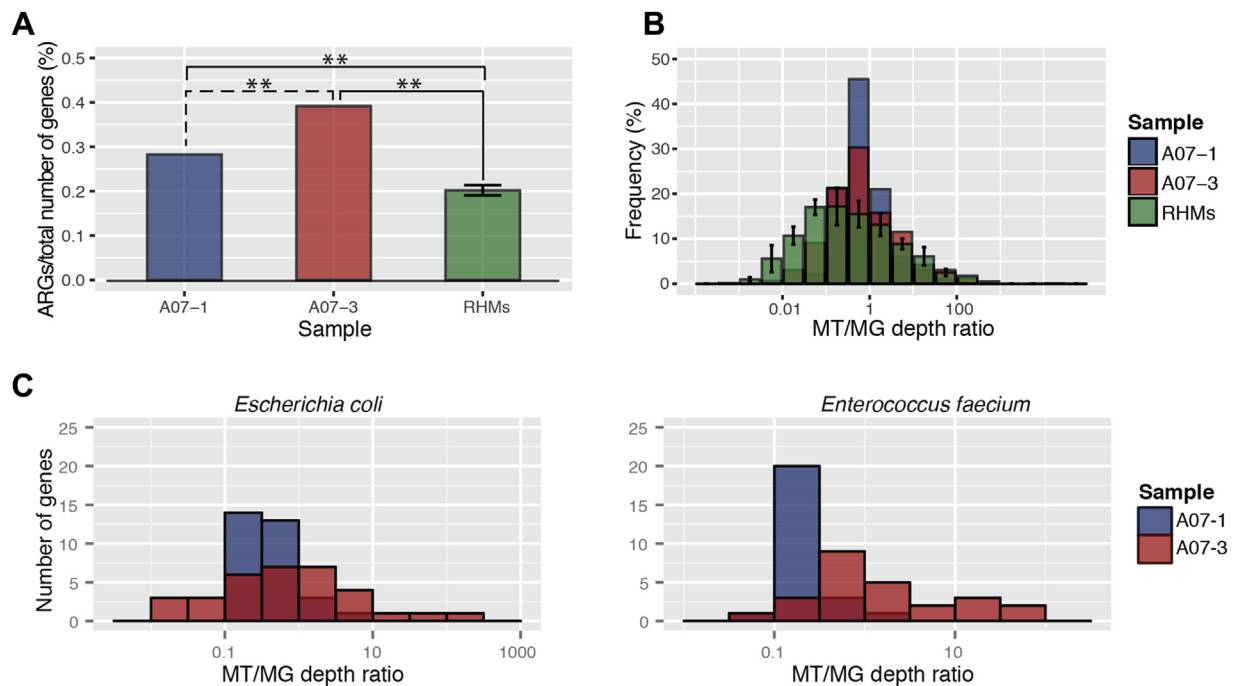 A
ARGs/total number of genes (%)
0.5
0.4
0.3
0.2
0.1
0.0
**
**
**
A07–1
A07–3
RHMs
Sample
B
Frequency (%)
50
40
30
20
10
0
0.01
1
100
MT/MG depth ratio
Sample
A07–1
A07–3
RHMs
C
Escherichia coli
Number of genes
25
20
15
10
5
0
0.1
10
1000
MT/MG depth ratio
Enterococcus faecium
25
20
15
10
5
0
0.1
10
MT/MG depth ratio
Sample
A07-1
A07-3